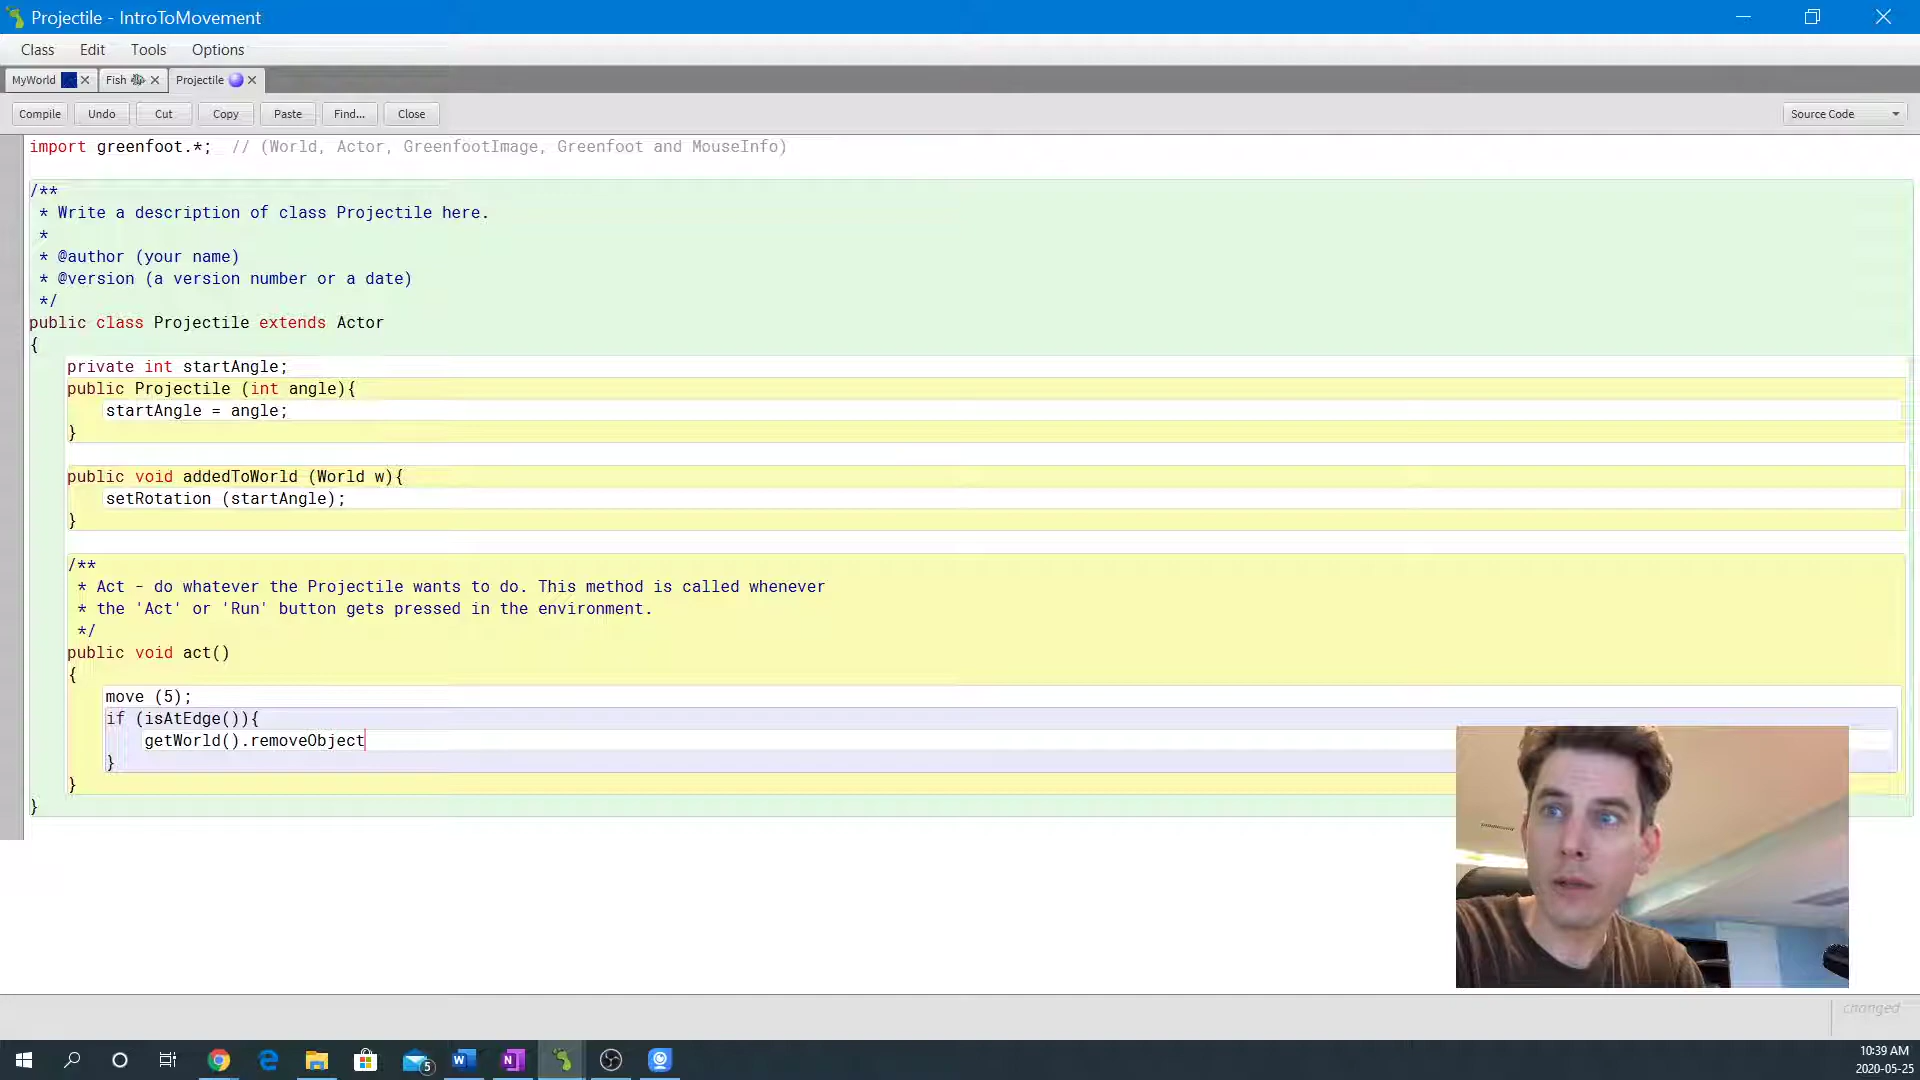 Projectile - IntroToMovement
Class Edit Tools Options
MyWorld Fish Projectile
Compile Undo Cut Copy Paste Find... Close Source Code
import greenfoot.*; // (World, Actor, GreenfootImage, Greenfoot and MouseInfo)
/**
* Write a description of class Projectile here.
*
* @author (your name)
* @version (a version number or a date)
*/
public class Projectile extends Actor
{
private int startAngle;
public Projectile (int angle){
startAngle = angle;
}
public void addedToWorld (World w){
setRotation (startAngle);
}
/**
* Act - do whatever the Projectile wants to do. This method is called whenever
* the 'Act' or 'Run' button gets pressed in the environment.
*/
public void act()
{
move (5);
if (isAtEdge()){
getWorld().removeObject
}
}
}
changed
5
10:39 AM
2020-05-25